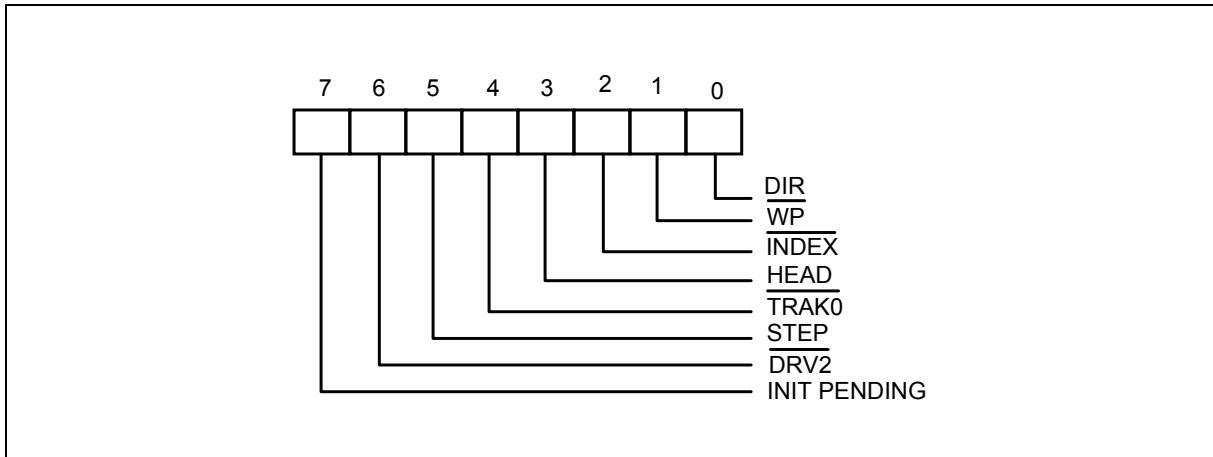 7 6 5 4 3 2 1 0
DIR
WP
INDEX
HEAD
TRAK0
STEP
DRV2
INIT PENDING